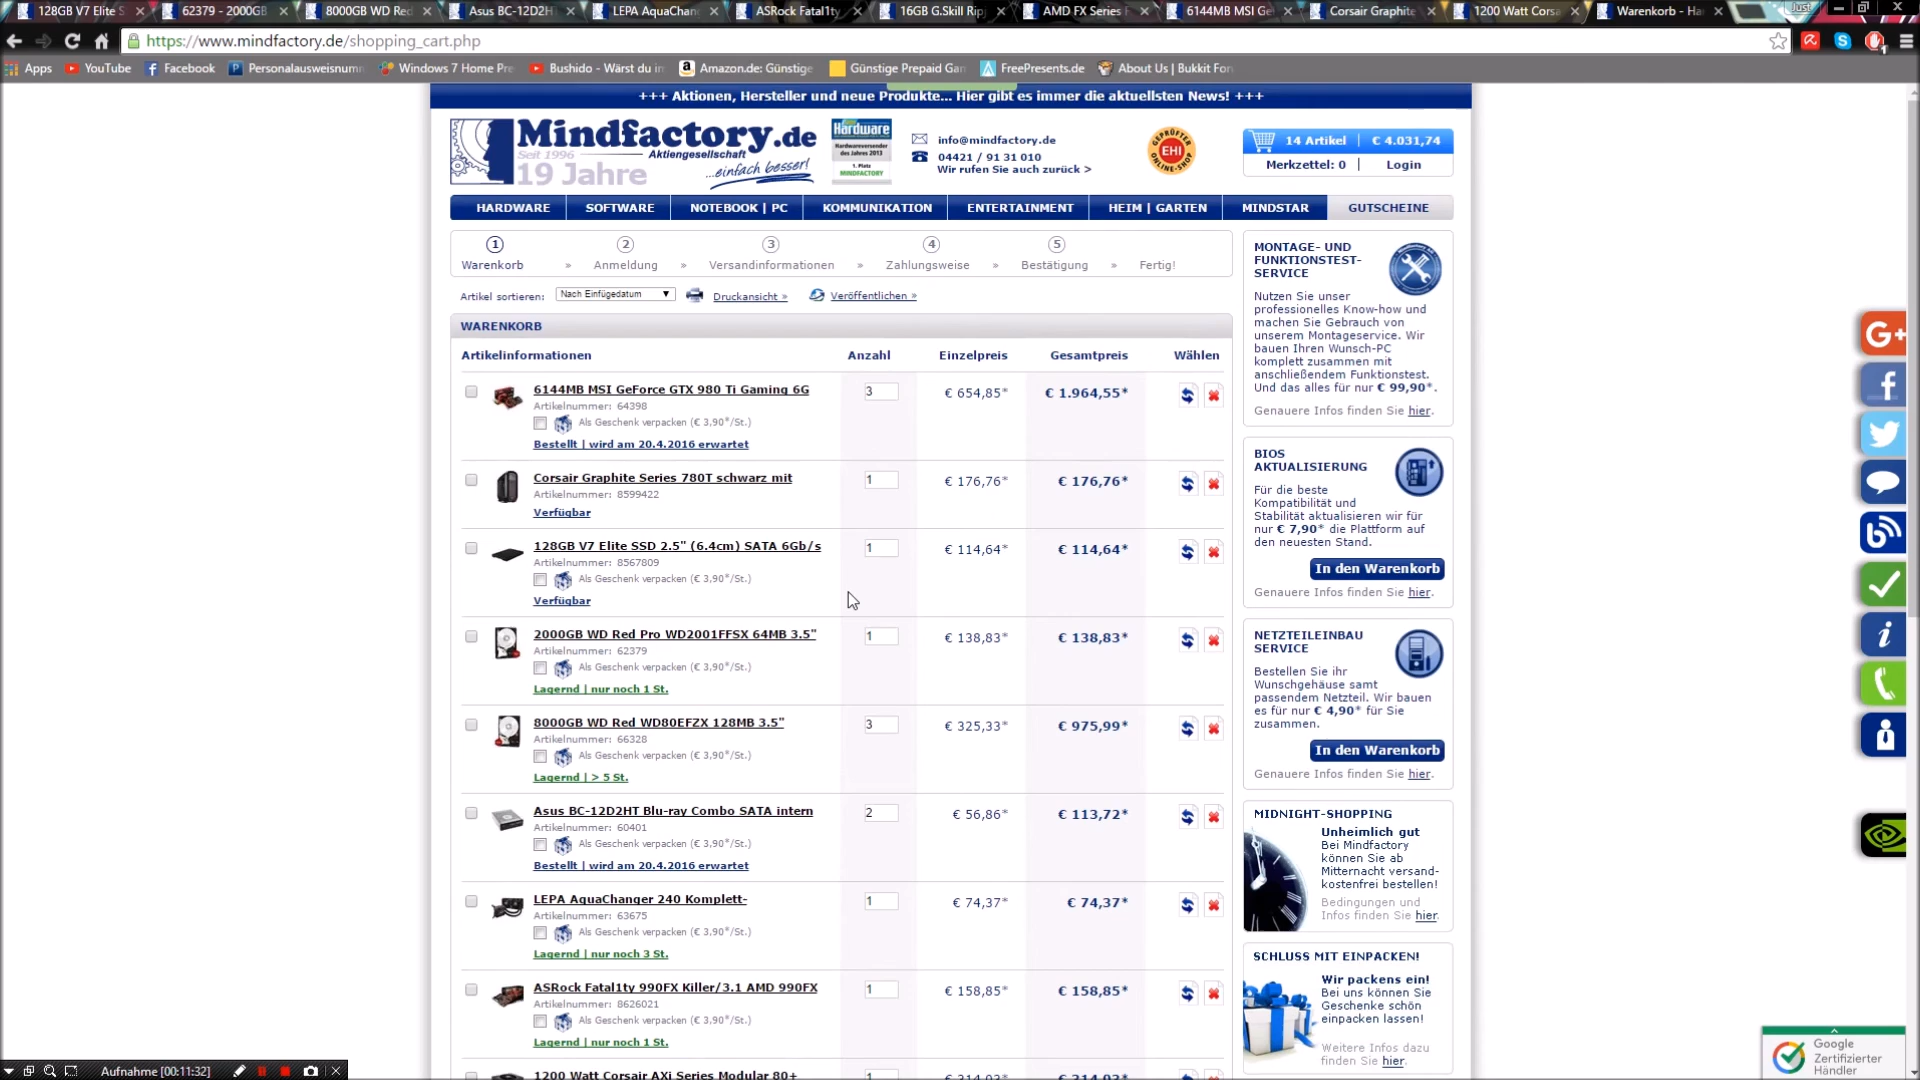 128GB V7 Elite S
62379 - 2000GB
8000GB WD Red
Asus BC-12D2H
LEPA AquaChan
ASRock Fatal1ty
16GB G.Skill Rip
AMD FX Series
6144MB MSI Ge
Corsair Graphite
1200 Watt Corsa
Warenkorb - Ha
Just
https://www.mindfactory.de/shopping_cart.php
Apps
YouTube
Facebook
Personalausweisnumm
Windows 7 Home Pre
Bushido - Wärst du im
Amazon.de: Günstige
Günstige Prepaid Gan
FreePresents.de
About Us | Bukkit For
+++ Aktionen, Hersteller und neue Produkte... Hier gibt es immer die aktuellsten News! +++
Mindfactory.de
Seit 1996
Aktiengesellschaft
19 Jahre
...einfach besser!
Hardware
Hardwareversender
des Jahres 2013
1. Platz
MINDFACTORY
info@mindfactory.de
04421 / 91 31 010
Wir rufen Sie auch zurück >
GEPRÜFTER
EHI
ONLINE-SHOP
14 Artikel | € 4.031,74
Merkzettel: 0 | Login
HARDWARE
SOFTWARE
NOTEBOOK | PC
KOMMUNIKATION
ENTERTAINMENT
HEIM | GARTEN
MINDSTAR
GUTSCHEINE
1 2 3 4 5
Warenkorb » Anmeldung » Versandinformationen » Zahlungsweise » Bestätigung » Fertig!
Artikel sortieren: Nach Einfügedatum Druckansicht » Veröffentlichen »
WARENKORB
Artikelinformationen Anzahl Einzelpreis Gesamtpreis Wählen
6144MB MSI GeForce GTX 980 Ti Gaming 6G 3 € 654,85* € 1.964,55*
Artikelnummer: 64398
Als Geschenk verpacken (€ 3,90*/St.)
Bestellt | wird am 20.4.2016 erwartet
Corsair Graphite Series 780T schwarz mit 1 € 176,76* € 176,76*
Artikelnummer: 8599422
Verfügbar
128GB V7 Elite SSD 2.5" (6.4cm) SATA 6Gb/s 1 € 114,64* € 114,64*
Artikelnummer: 8567809
Als Geschenk verpacken (€ 3,90*/St.)
Verfügbar
2000GB WD Red Pro WD2001FFSX 64MB 3.5" 1 € 138,83* € 138,83*
Artikelnummer: 62379
Als Geschenk verpacken (€ 3,90*/St.)
Lagernd | nur noch 1 St.
8000GB WD Red WD80EFZX 128MB 3.5" 3 € 325,33* € 975,99*
Artikelnummer: 66328
Als Geschenk verpacken (€ 3,90*/St.)
Lagernd | > 5 St.
Asus BC-12D2HT Blu-ray Combo SATA intern 2 € 56,86* € 113,72*
Artikelnummer: 60401
Als Geschenk verpacken (€ 3,90*/St.)
Bestellt | wird am 20.4.2016 erwartet
LEPA AquaChanger 240 Komplett- 1 € 74,37* € 74,37*
Artikelnummer: 63675
Als Geschenk verpacken (€ 3,90*/St.)
Lagernd | nur noch 3 St.
ASRock Fatal1ty 990FX Killer/3.1 AMD 990FX 1 € 158,85* € 158,85*
Artikelnummer: 8626021
Als Geschenk verpacken (€ 3,90*/St.)
Lagernd | nur noch 1 St.
1200 Watt Corsair AXi Series Modular 80+ 1 € 314,03* € 314,03*
MONTAGE- UND
FUNKTIONSTEST-
SERVICE
Nutzen Sie unser
professionelles Know-how und
machen Sie Gebrauch von
unserem Montageservice. Wir
bauen Ihren Wunsch-PC
komplett zusammen mit
anschließendem Funktionstest.
Und das alles für nur € 99,90*.
Genauere Infos finden Sie hier.
BIOS
AKTUALISIERUNG
Für die beste
Kompatibilität und
Stabilität aktualisieren wir für
nur € 7,90* die Plattform auf
den neuesten Stand.
In den Warenkorb
Genauere Infos finden Sie hier.
NETZTEILEINBAU
SERVICE
Bestellen Sie ihr
Wunschgehäuse samt
passendem Netzteil. Wir bauen
es für nur € 4,90* für Sie
zusammen.
In den Warenkorb
Genauere Infos finden Sie hier.
MIDNIGHT-SHOPPING
Unheimlich gut
Bei Mindfactory
können Sie ab
Mitternacht versand-
kostenfrei bestellen!
Bedingungen und
Infos finden Sie hier.
SCHLUSS MIT EINPACKEN!
Wir packens ein!
Bei uns können Sie
Geschenke schön
einpacken lassen!
Weitere Infos dazu
finden Sie hier.
G+
f
i
Google
Zertifizierter
Händler
Aufnahme [00:11:32]